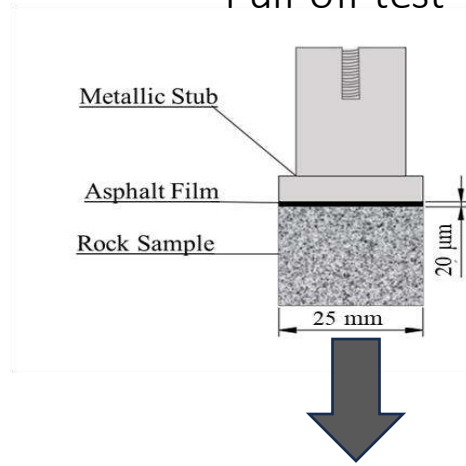 Pull-off test
Metallic Stub
Asphalt Film
Rock Sample
20 µm
25 mm